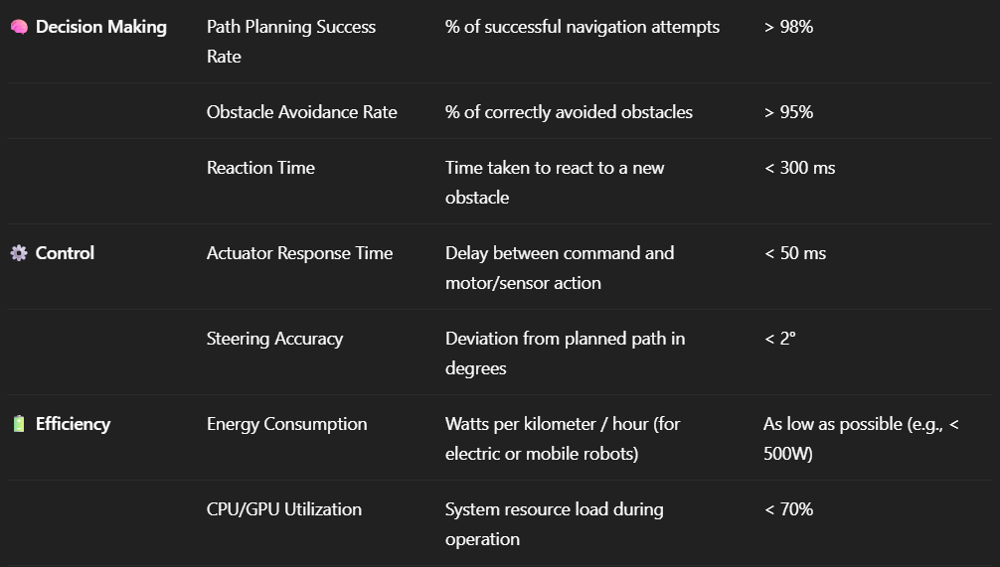 🧠 Decision Making
Path Planning Success
Rate
% of successful navigation attempts
> 98%
Obstacle Avoidance Rate
% of correctly avoided obstacles
> 95%
Reaction Time
Time taken to react to a new
obstacle
< 300 ms
⚙️ Control
Actuator Response Time
Delay between command and
motor/sensor action
< 50 ms
Steering Accuracy
Deviation from planned path in
degrees
< 2°
🔋 Efficiency
Energy Consumption
Watts per kilometer / hour (for
electric or mobile robots)
As low as possible (e.g., <
500W)
CPU/GPU Utilization
System resource load during
operation
< 70%